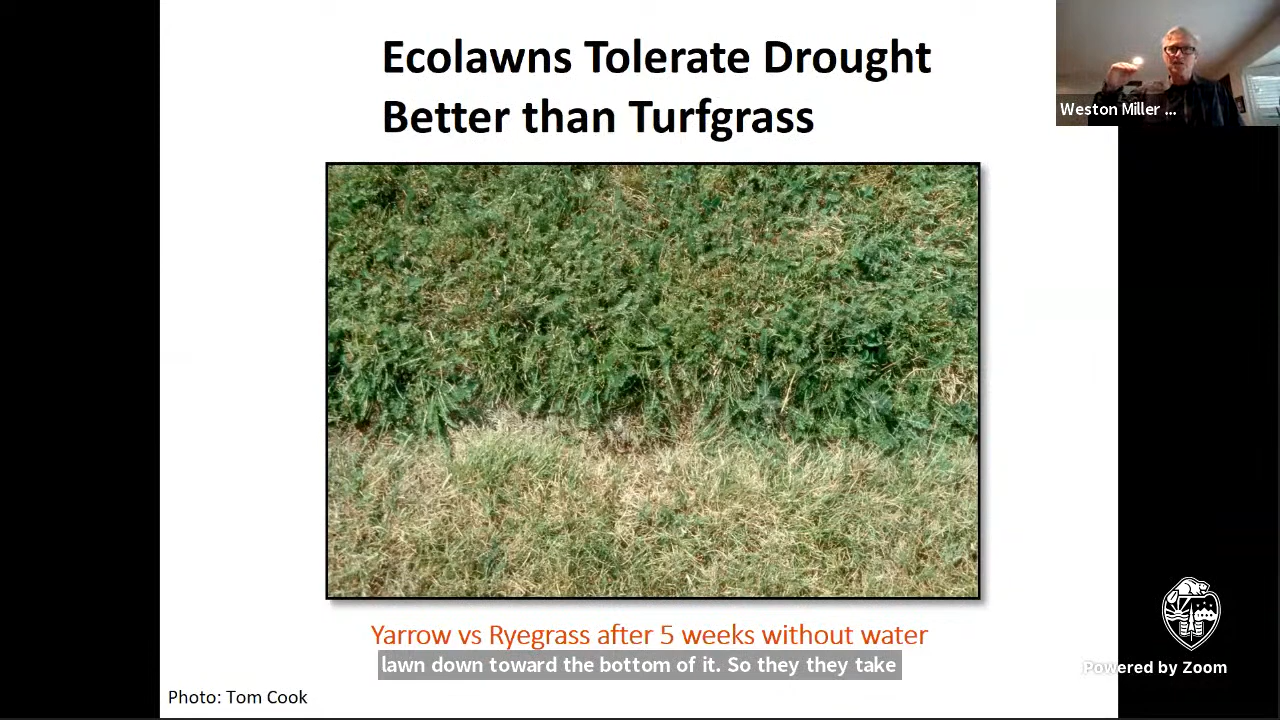 Ecolawns Tolerate Drought
Better than Turfgrass
Weston Miller ...
Yarrow vs Ryegrass after 5 weeks without water
lawn down toward the bottom of it. So they they take
Powered by Zoom
Photo: Tom Cook